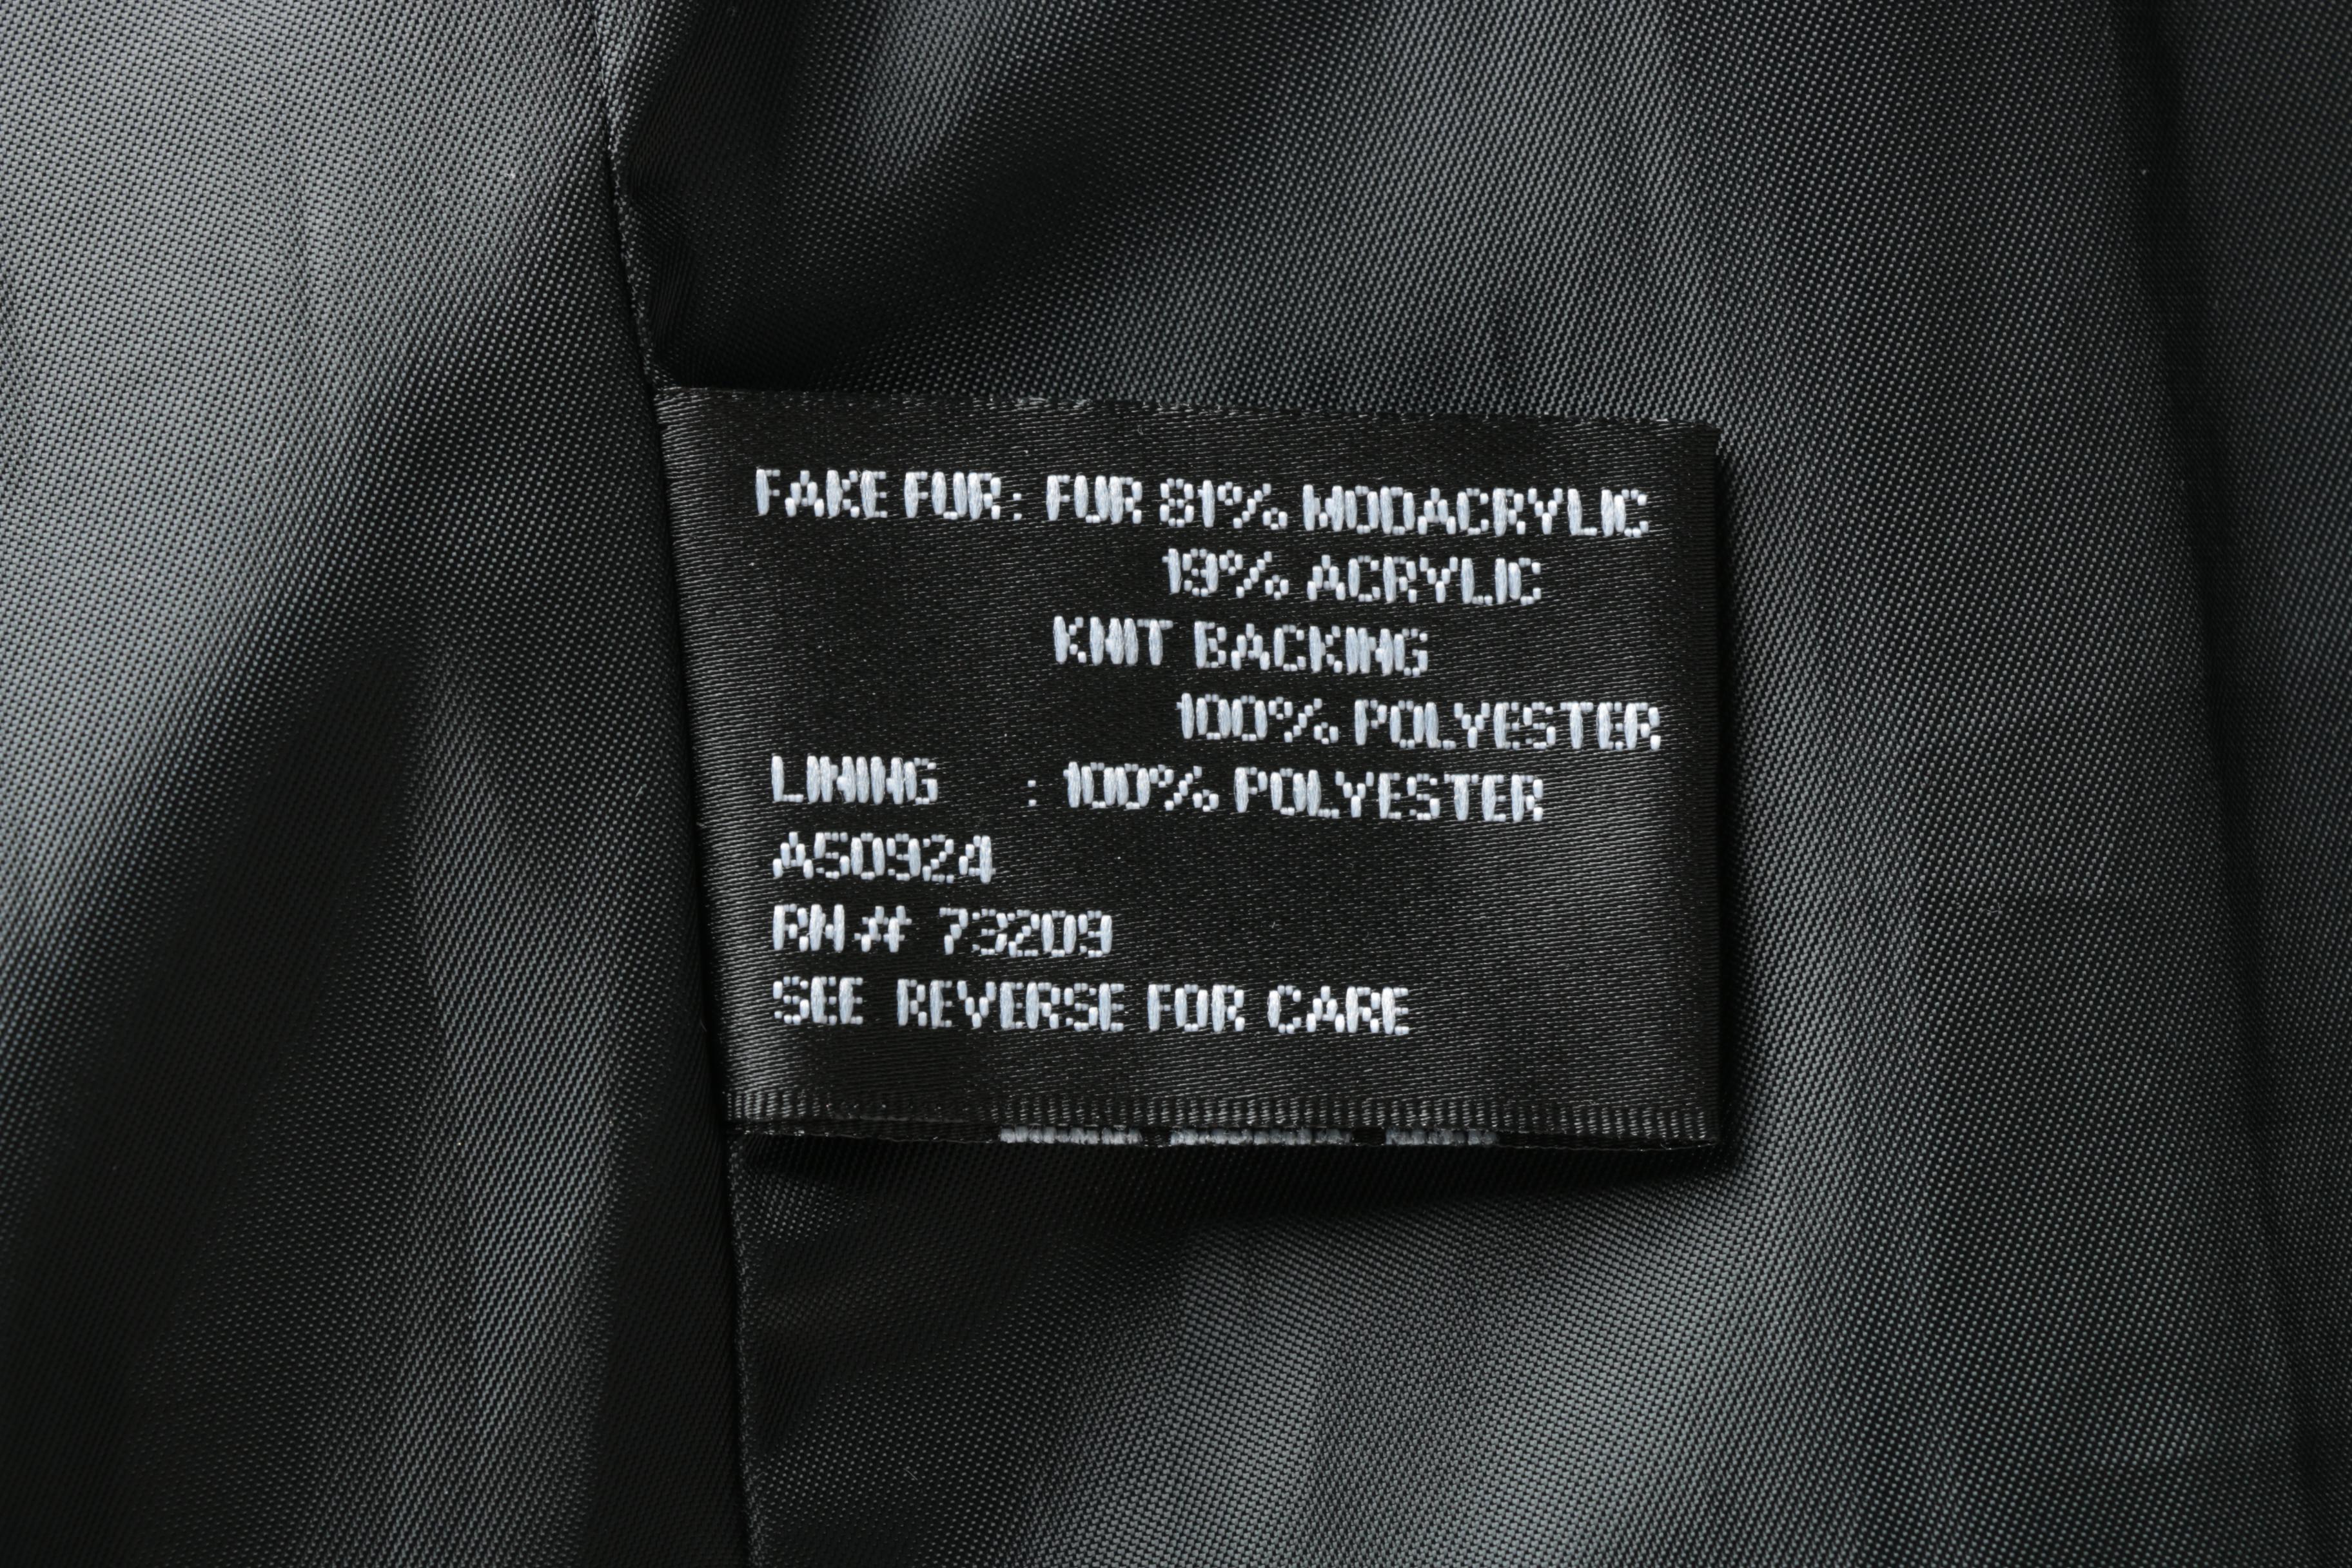 FAKE FUR: FUR 81% MODACRYLIC
19% ACRYLIC
KNIT BACKING
100% POLYESTER
LINING : 100% POLYESTER
A50924
RN# 73209
SEE REVERSE FOR CARE